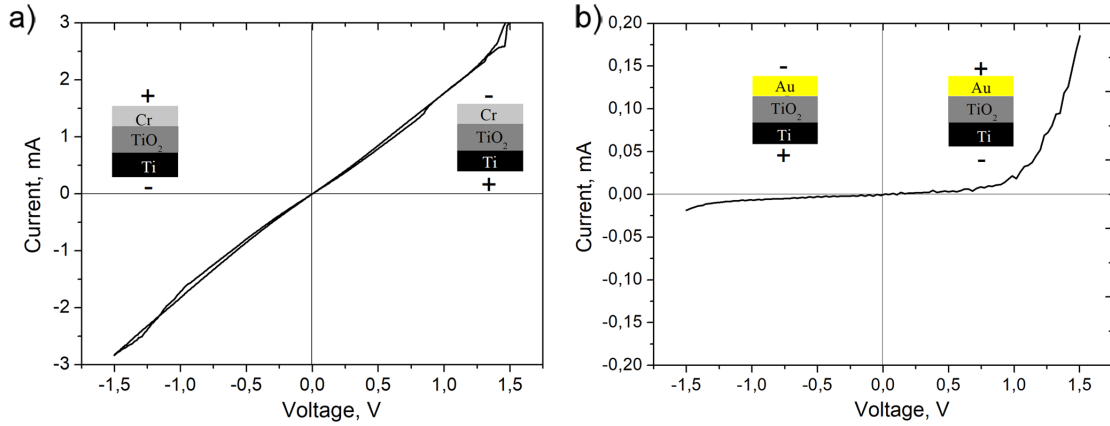 a)
Current, mA
3
2
1
0
-1
-2
-3
-1,5
-1,0
-0,5
0,0
0,5
1,0
1,5
Voltage, V
+
Cr
TiO2
Ti
-
-
Cr
TiO2
Ti
+
b)
Current, mA
0,20
0,15
0,10
0,05
0,00
-0,05
-0,10
-0,15
-0,20
-1,5
-1,0
-0,5
0,0
0,5
1,0
1,5
Voltage, V
-
Au
TiO2
Ti
+
+
Au
TiO2
Ti
-